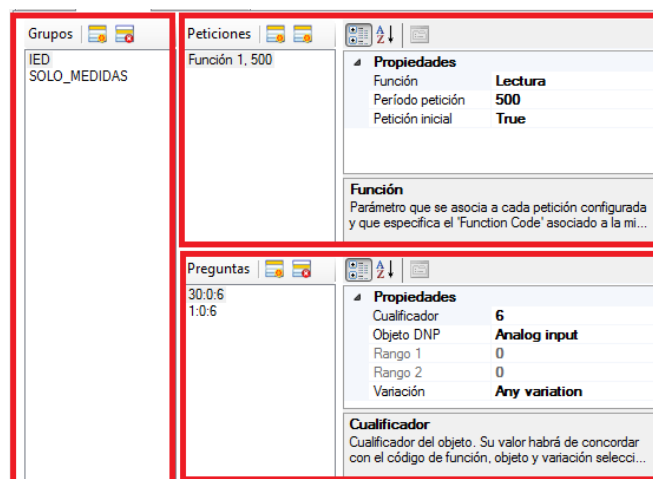 Grupos
IED
SOLO_MEDIDAS
Peticiones
Función 1, 500
Propiedades
Función Lectura
Período petición 500
Petición inicial True
Función
Parámetro que se asocia a cada petición configurada
y que especifica el 'Function Code' asociado a la mi...
Preguntas
30:0:6
1:0:6
Propiedades
Cualificador 6
Objeto DNP Analog input
Rango 1 0
Rango 2 0
Variación Any variation
Cualificador
Cualificador del objeto. Su valor habrá de concordar
con el código de función, objeto y variación selecci...